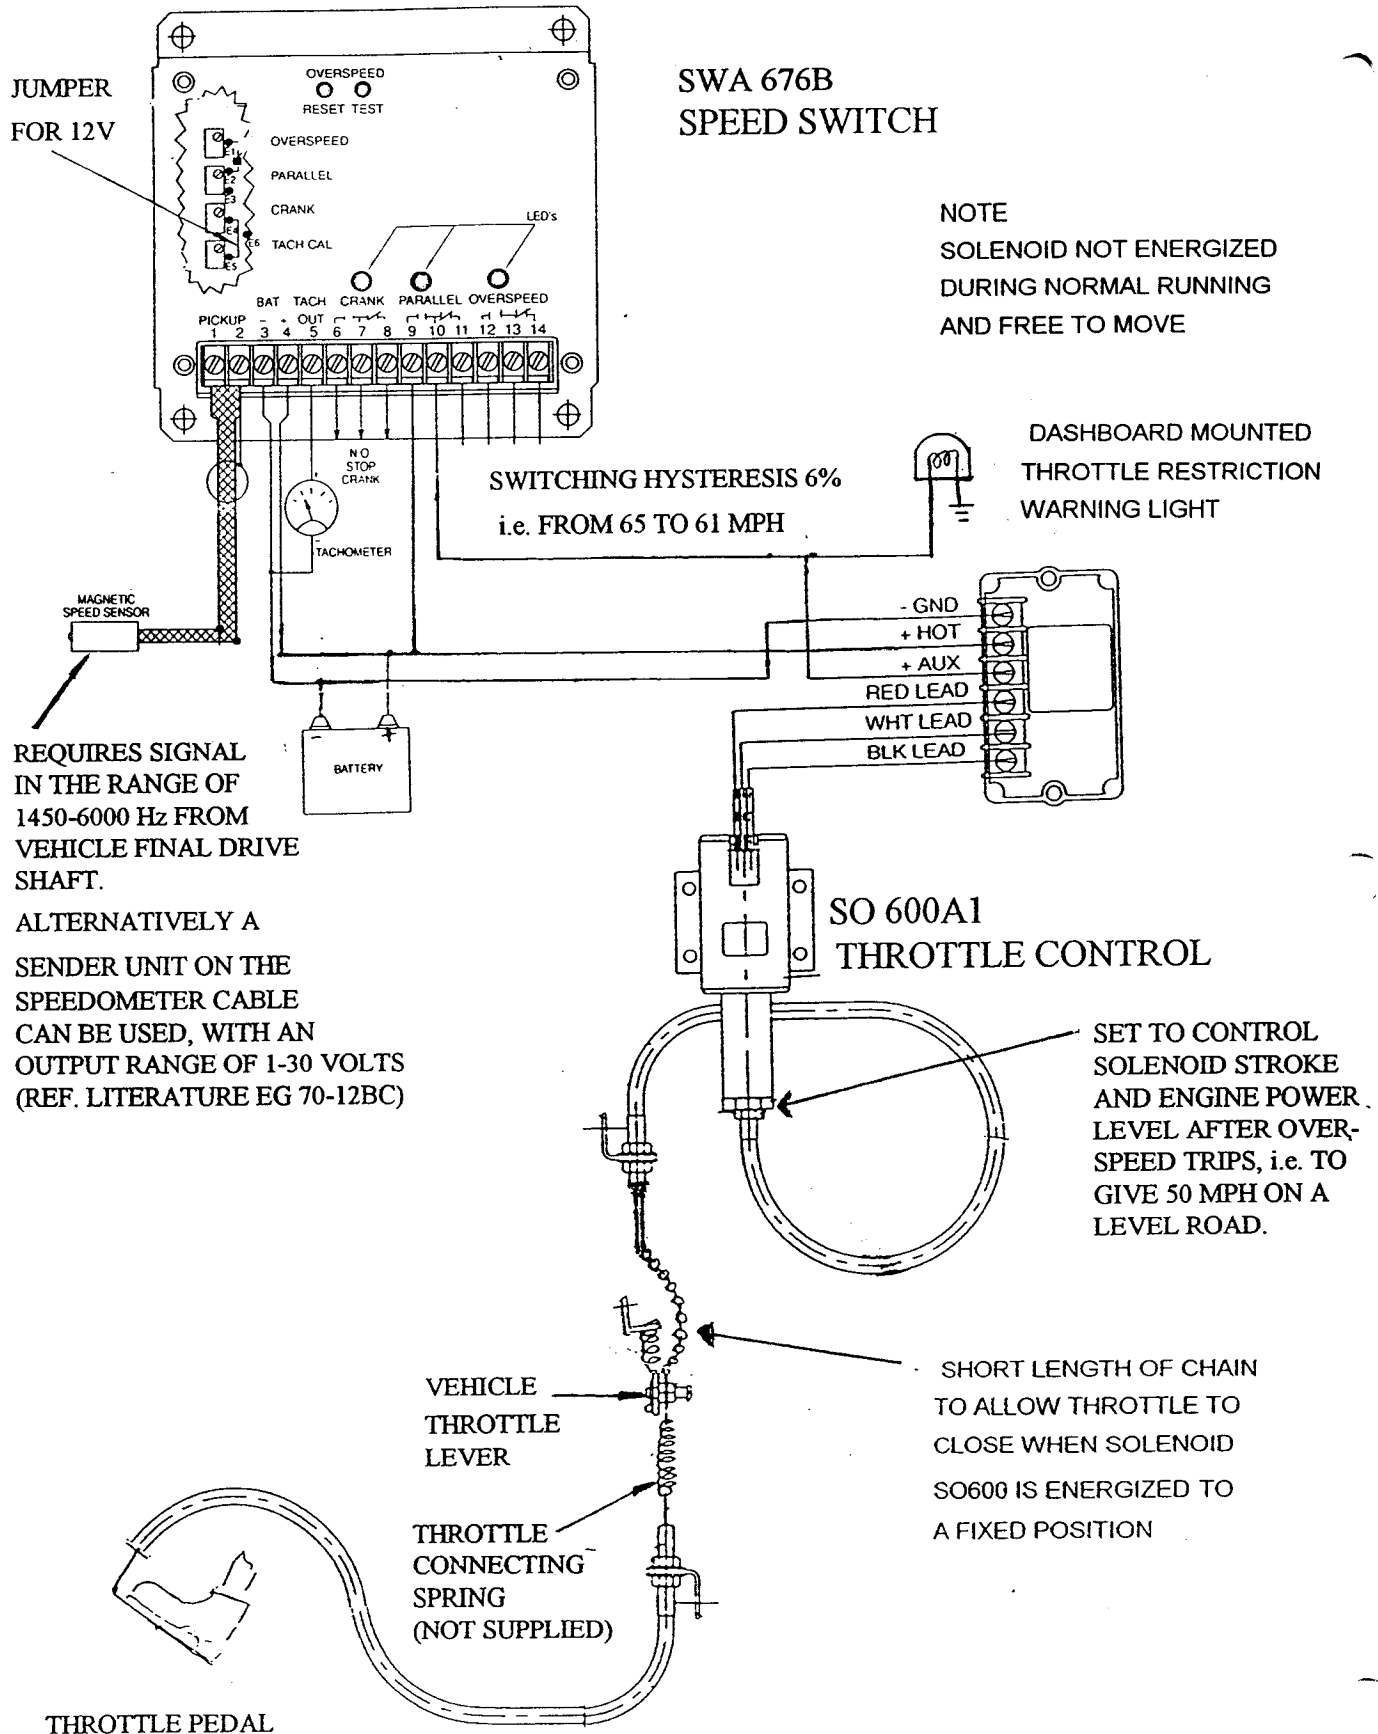 JUMPER
FOR 12V
OVERSPEED
RESET TEST
OVERSPEED
PARALLEL
CRANK
TACH CAL
E1
E2
E3
E4
E6
E5
LED's
BAT TACH CRANK PARALLEL OVERSPEED
PICKUP - + OUT
1 2 3 4 5 6 7 8 9 10 11 12 13 14
SWA 676B
SPEED SWITCH
NOTE
SOLENOID NOT ENERGIZED
DURING NORMAL RUNNING
AND FREE TO MOVE
NO
STOP
CRANK
+
-
TACHOMETER
SWITCHING HYSTERESIS 6%
i.e. FROM 65 TO 61 MPH
DASHBOARD MOUNTED
THROTTLE RESTRICTION
WARNING LIGHT
MAGNETIC
SPEED SENSOR
- GND
+ HOT
+ AUX
RED LEAD
WHT LEAD
BLK LEAD
- +
BATTERY
REQUIRES SIGNAL
IN THE RANGE OF
1450-6000 Hz FROM
VEHICLE FINAL DRIVE
SHAFT.
ALTERNATIVELY A
SENDER UNIT ON THE
SPEEDOMETER CABLE
CAN BE USED, WITH AN
OUTPUT RANGE OF 1-30 VOLTS
(REF. LITERATURE EG 70-12BC)
SO 600A1
THROTTLE CONTROL
SET TO CONTROL
SOLENOID STROKE
AND ENGINE POWER
LEVEL AFTER OVER-
SPEED TRIPS, i.e. TO
GIVE 50 MPH ON A
LEVEL ROAD.
SHORT LENGTH OF CHAIN
TO ALLOW THROTTLE TO
CLOSE WHEN SOLENOID
SO600 IS ENERGIZED TO
A FIXED POSITION
VEHICLE
THROTTLE
LEVER
THROTTLE
CONNECTING
SPRING
(NOT SUPPLIED)
THROTTLE PEDAL